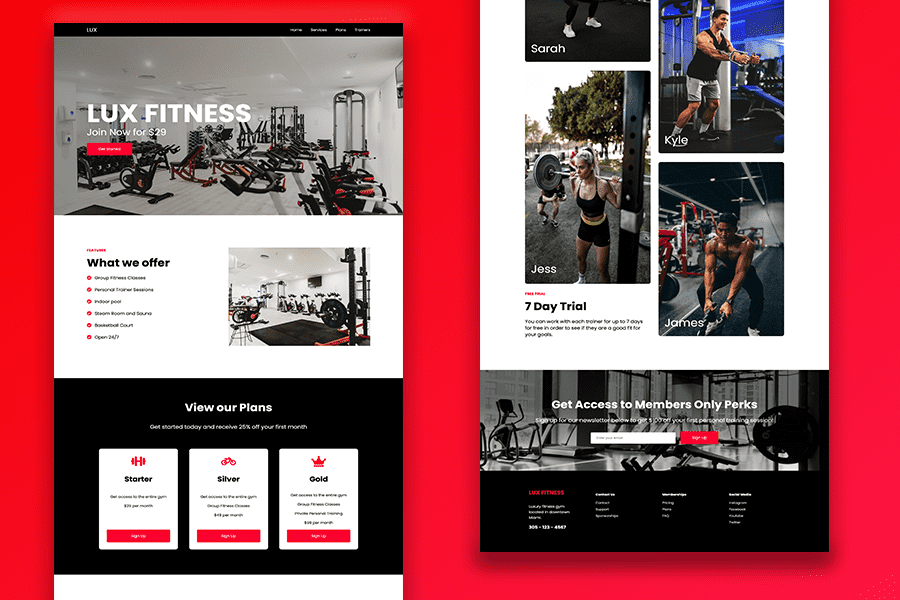 LUX
Home Services Plans Trainers
LUX FITNESS
Join Now for $29
Get Started
FEATURES
What we offer
Group Fitness Classes
Personal Trainer Sessions
Indoor pool
Steam Room and Sauna
Basketball Court
Open 24/7
View our Plans
Get started today and receive 25% off your first month
Starter
Get access to the entire gym
$29 per month
Sign Up
Silver
Get access to the entire gym
Group Fitness Classes
$49 per month
Sign Up
Gold
Get access to the entire gym
Group Fitness Classes
Private Personal Training
$99 per month
Sign Up
Sarah
Kyle
Jess
James
FREE TRIAL
7 Day Trial
You can work with each trainer for up to 7 days
for free in order to see if they are a good fit for
your goals.
Get Access to Members Only Perks
Sign up for our newsletter below to get $100 off your first personal training session!
Enter your email
Sign Up
LUX FITNESS
Luxury fitness gym
located in downtown
Miami.
305 - 123 - 4567
Contact Us
Contact
Support
Sponsorships
Memberships
Pricing
Plans
FAQ
Social Media
Instagram
Facebook
Youtube
Twitter